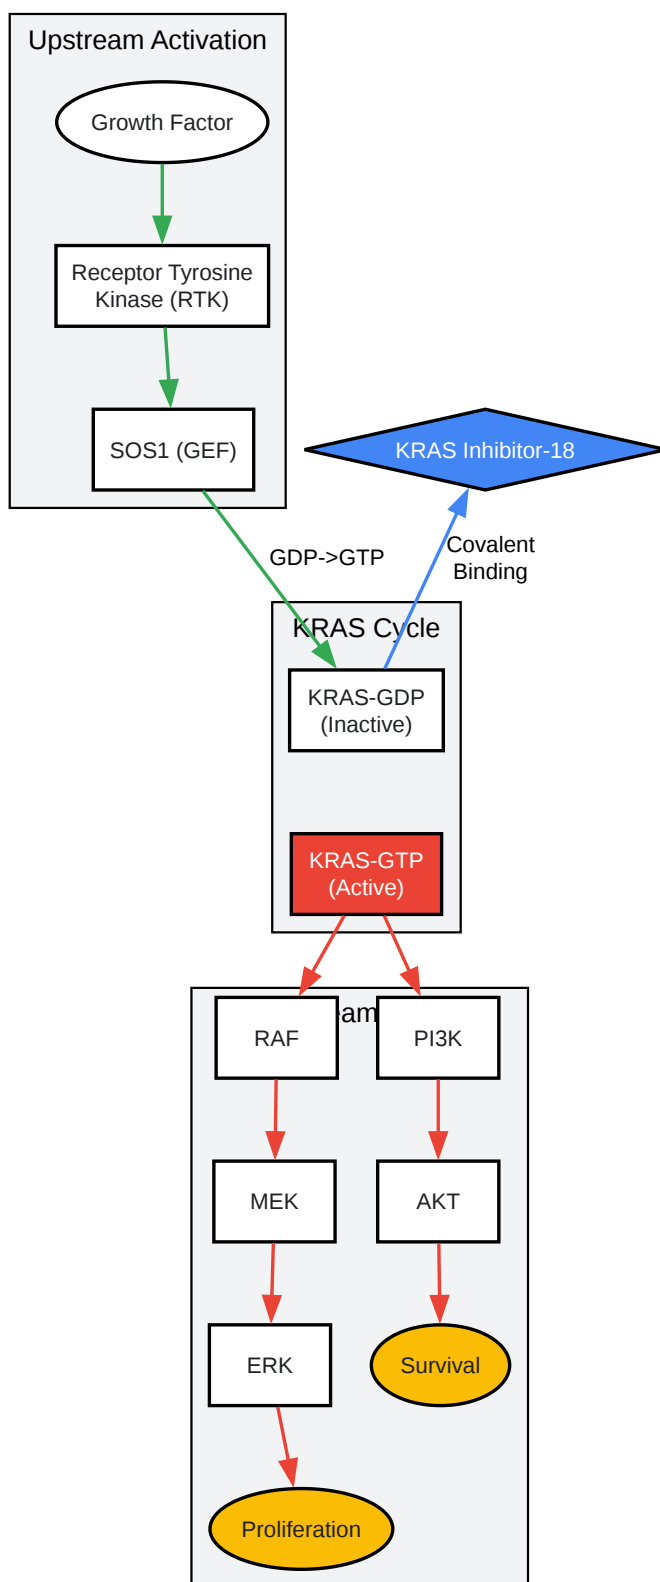 Upstream Activation
Growth Factor
Receptor Tyrosine
Kinase (RTK)
SOS1 (GEF)
KRAS Inhibitor-18
GDP->GTP
Covalent
Binding
KRAS Cycle
KRAS-GDP
(Inactive)
KRAS-GTP
(Active)
RAF
PI3K
MEK
AKT
ERK
Survival
Proliferation